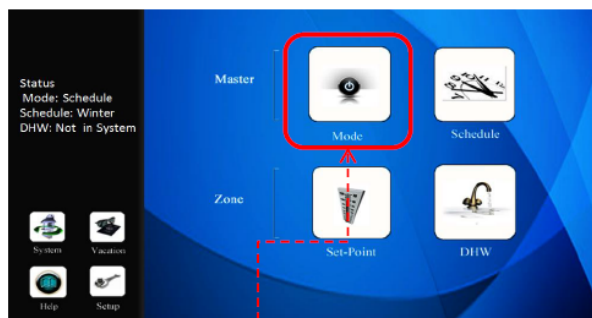 Status
Mode: Schedule
Schedule: Winter
DHW: Not in System
Master
Mode
Schedule
Zone
Set-Point
DHW
System
Vacation
Help
Setup